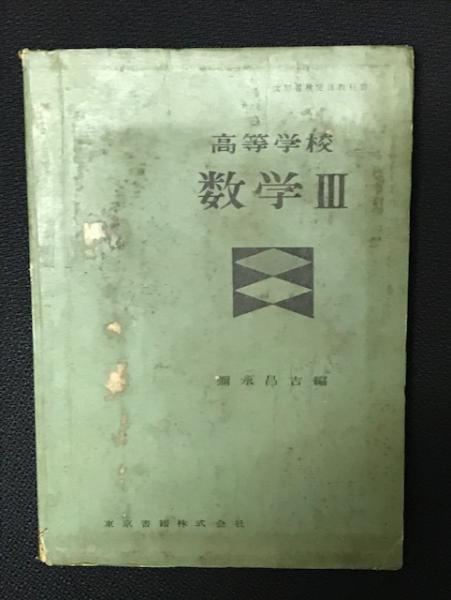 文部省検定済教科書
高等学校
数学III
彌永昌吉編
東京書籍株式会社